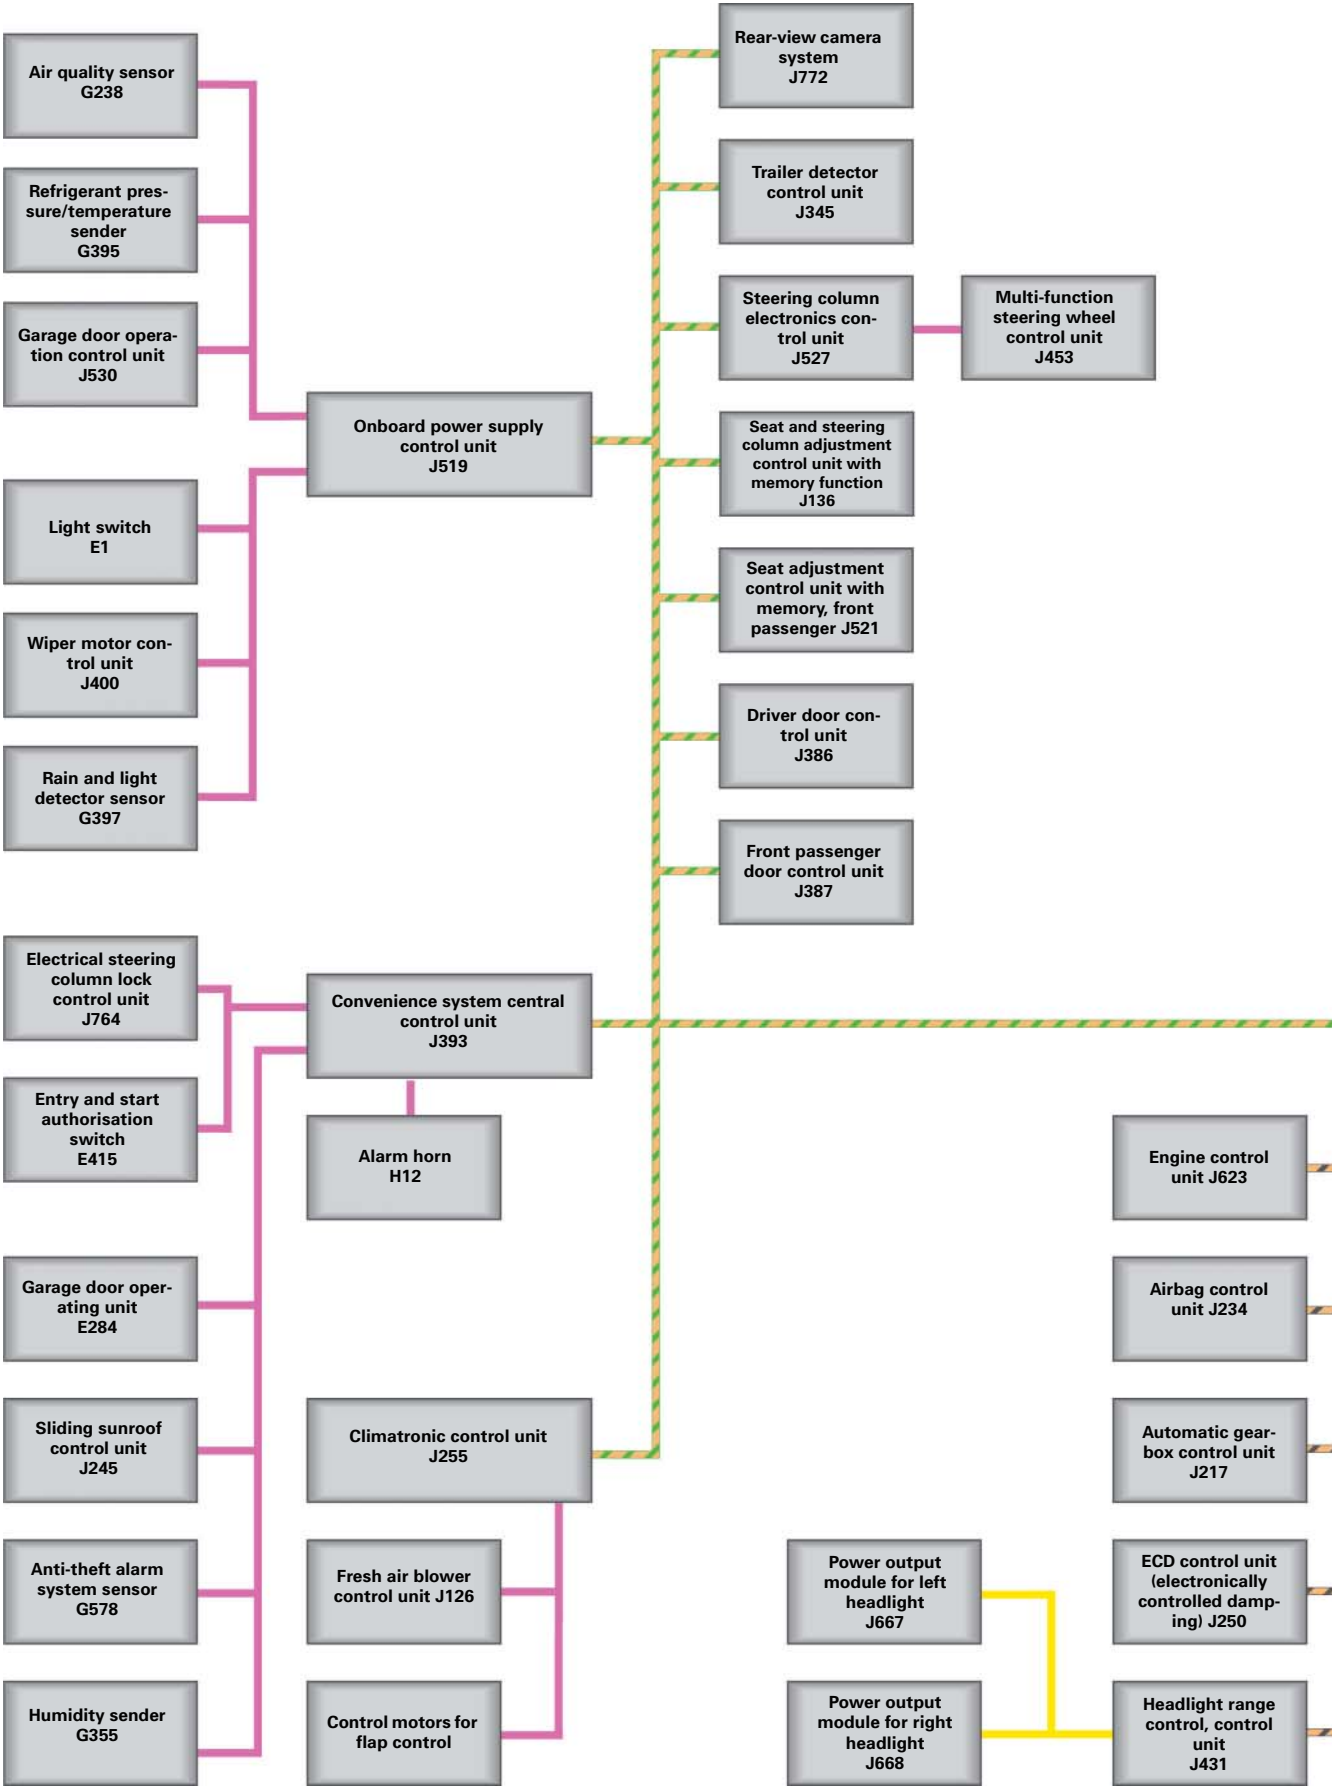 Air quality sensor
G238
Refrigerant pres-
sure/temperature
sender
G395
Garage door opera-
tion control unit
J530
Light switch
E1
Wiper motor con-
trol unit
J400
Rain and light
detector sensor
G397
Onboard power supply
control unit
J519
Rear-view camera
system
J772
Trailer detector
control unit
J345
Steering column
electronics con-
trol unit
J527
Multi-function
steering wheel
control unit
J453
Seat and steering
column adjustment
control unit with
memory function
J136
Seat adjustment
control unit with
memory, front
passenger J521
Driver door con-
trol unit
J386
Front passenger
door control unit
J387
Electrical steering
column lock
control unit
J764
Entry and start
authorisation
switch
E415
Garage door oper-
ating unit
E284
Sliding sunroof
control unit
J245
Anti-theft alarm
system sensor
G578
Humidity sender
G355
Convenience system central
control unit
J393
Alarm horn
H12
Climatronic control unit
J255
Fresh air blower
control unit J126
Control motors for
flap control
Power output
module for left
headlight
J667
Power output
module for right
headlight
J668
Engine control
unit J623
Airbag control
unit J234
Automatic gear-
box control unit
J217
ECD control unit
(electronically
controlled damp-
ing) J250
Headlight range
control, control
unit
J431